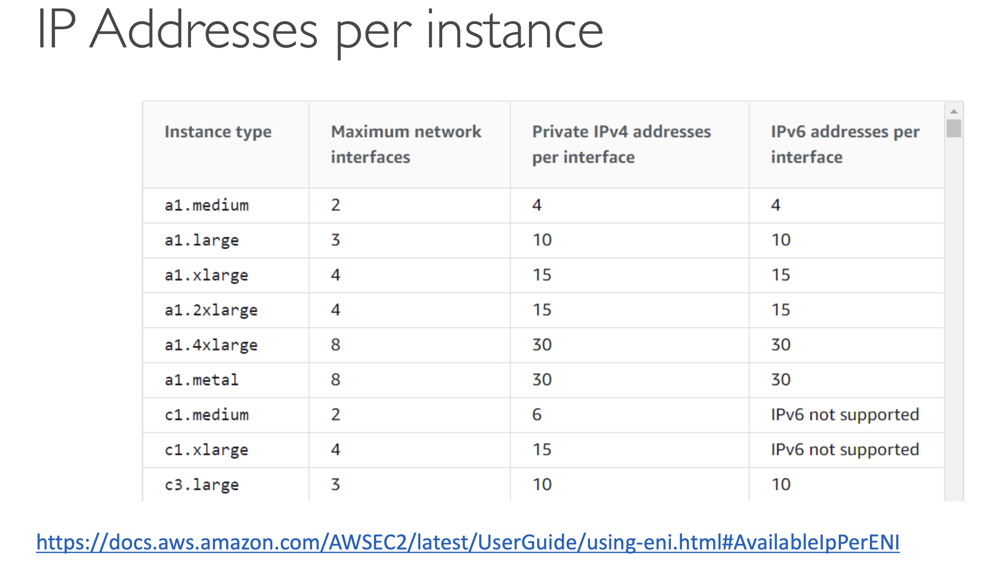 IP Addresses per instance
Instance type Maximum network interfaces Private IPv4 addresses per interface IPv6 addresses per interface
a1.medium 2 4 4
a1.large 3 10 10
a1.xlarge 4 15 15
a1.2xlarge 4 15 15
a1.4xlarge 8 30 30
a1.metal 8 30 30
c1.medium 2 6 IPv6 not supported
c1.xlarge 4 15 IPv6 not supported
c3.large 3 10 10
https://docs.aws.amazon.com/AWSEC2/latest/UserGuide/using-eni.html#AvailableIpPerENI